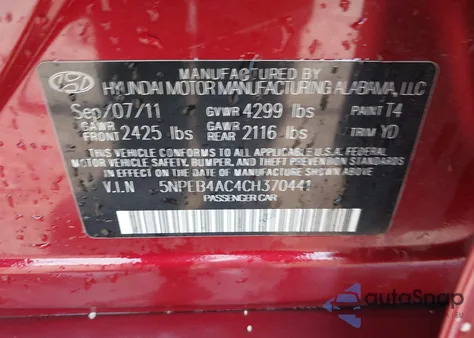 MANUFACTURED BY
HYUNDAI MOTOR MANUFACTURING ALABAMA, LLC
Sep/07/11 GVWR 4299 lbs PAINT T4
GAWR FRONT 2425 lbs GAWR REAR 2116 lbs TRIM YD
THIS VEHICLE CONFORMS TO ALL APPLICABLE U.S.A. FEDERAL
MOTOR VEHICLE SAFETY, BUMPER, AND THEFT PREVENTION
STANDARDS IN EFFECT ON THE DATE OF MANUFACTURE SHOWN ABOVE
V.I.N 5NPEB4AC4CH370441
PASSENGER CAR
autoSnap